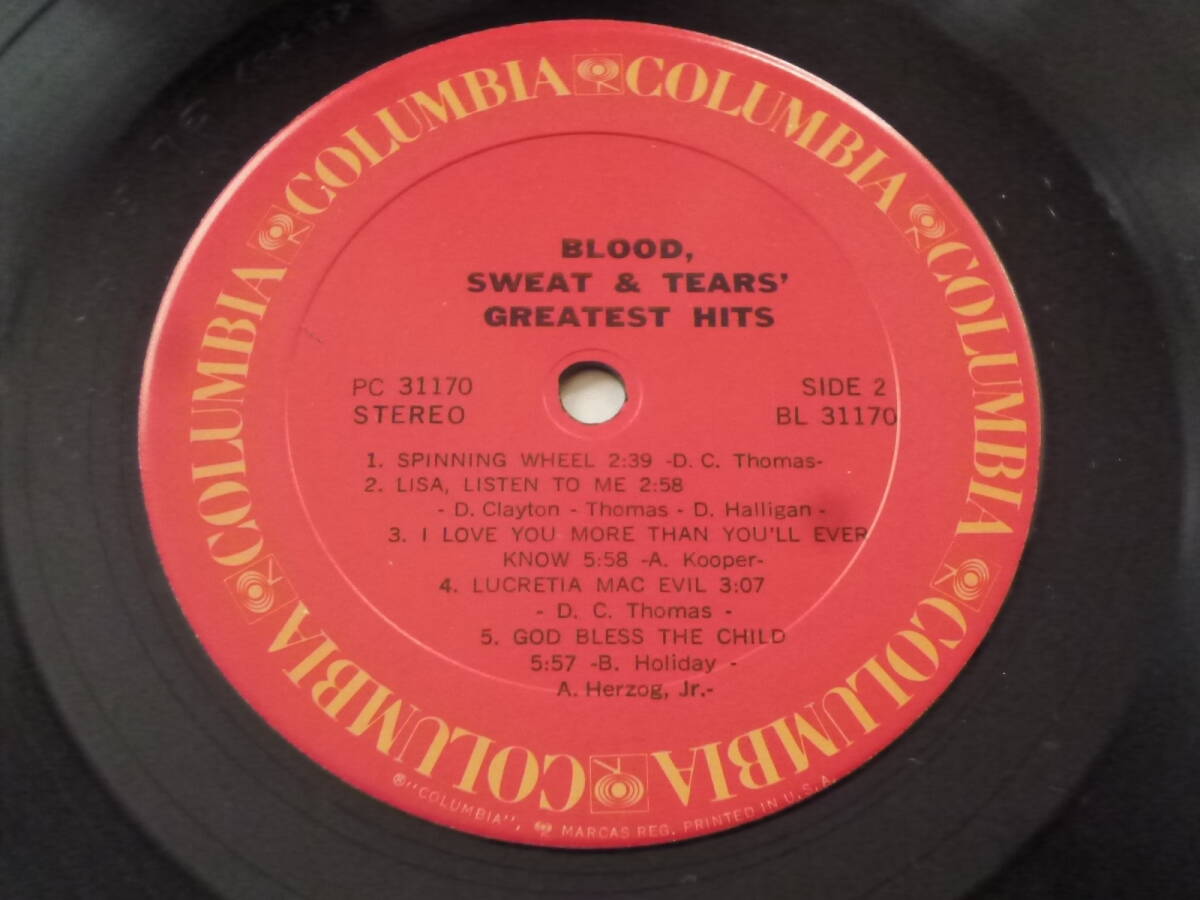 COLUMBIA COLUMBIA COLUMBIA COLUMBIA COLUMBIA COLUMBIA COLUMBIA
BLOOD,
SWEAT & TEARS'
GREATEST HITS
PC 31170
STEREO
SIDE 2
BL 31170
1. SPINNING WHEEL 2:39 -D. C. Thomas-
2. LISA, LISTEN TO ME 2:58
- D. Clayton - Thomas - D. Halligan -
3. I LOVE YOU MORE THAN YOU'LL EVER
KNOW 5:58 -A. Kooper-
4. LUCRETIA MAC EVIL 3:07
- D. C. Thomas -
5. GOD BLESS THE CHILD
5:57 -B. Holiday -
A. Herzog, Jr.-
®"COLUMBIA", MARCAS REG. PRINTED IN U.S.A.